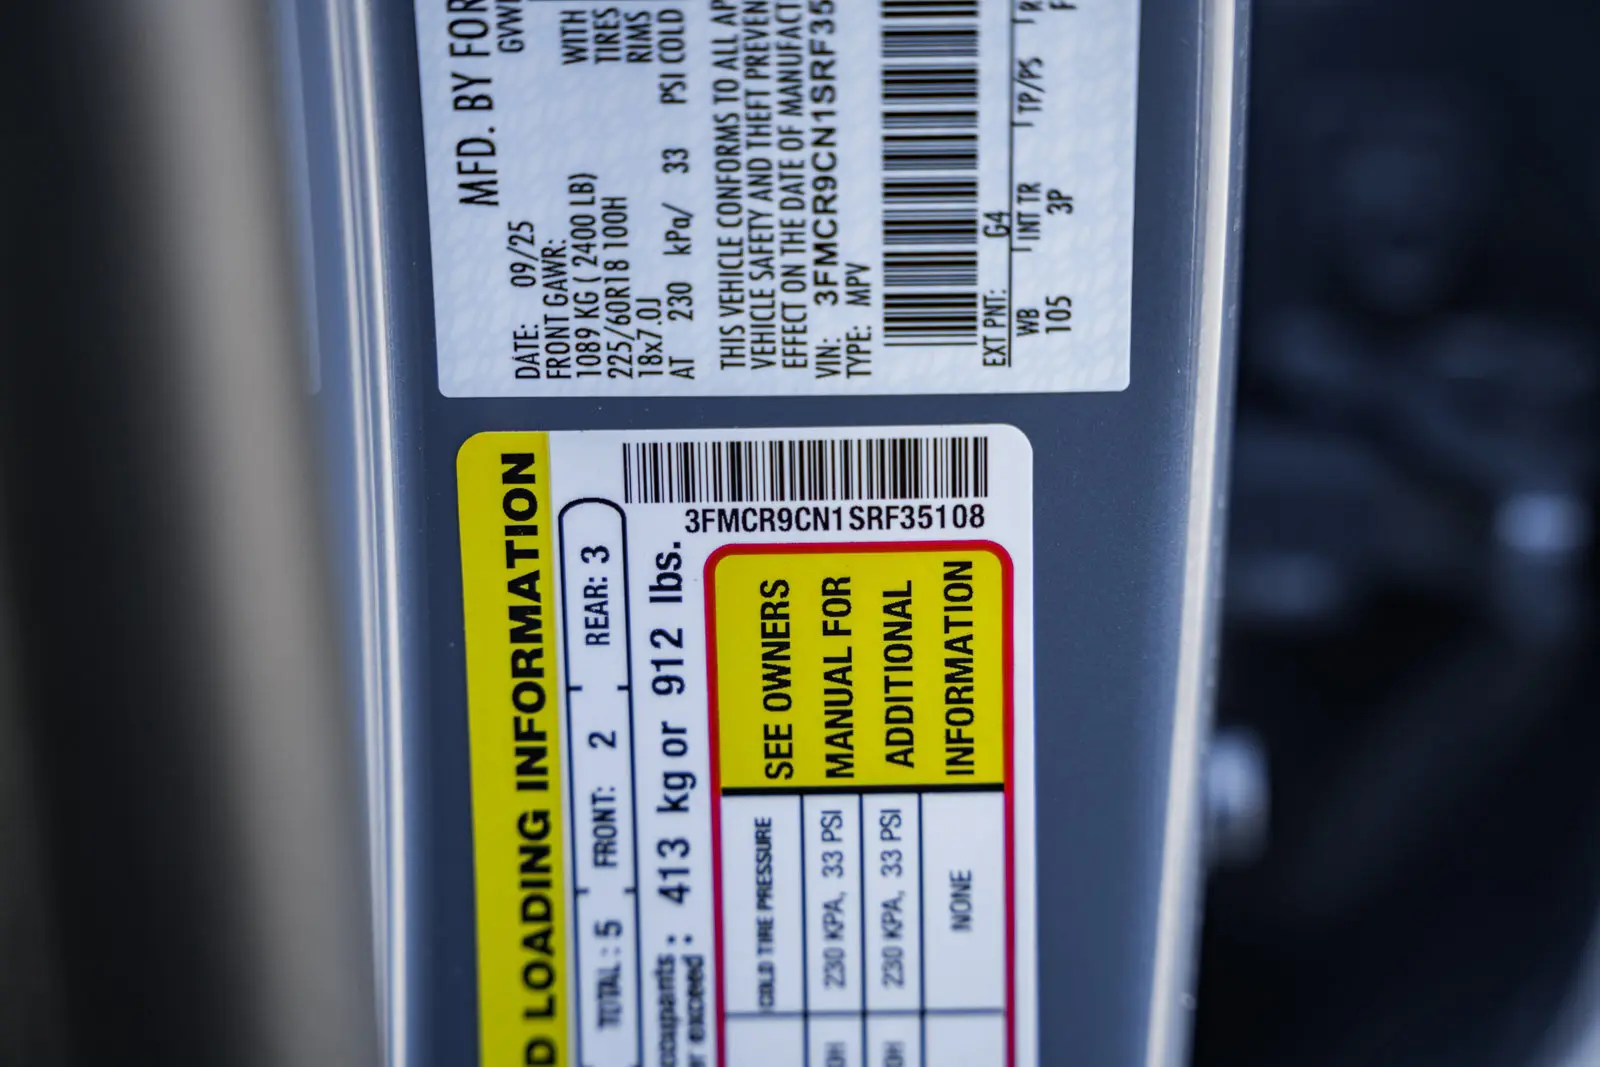 MFD. BY FOR
GVW
DATE: 09/25
FRONT GAWR: WITH
1089 KG ( 2400 LB) TIRES
225/60R18 100H RIMS
18x7.0J
AT 230 kPa/ 33 PSI COLD
THIS VEHICLE CONFORMS TO ALL AP
VEHICLE SAFETY AND THEFT PREVEN
EFFECT ON THE DATE OF MANUFACT
VIN: 3FMCR9CN1SRF35
TYPE: MPV
EXT PNT: G4
WB INT TR TP/PS R
105 3P F
D LOADING INFORMATION
TOTAL : 5 FRONT: 2 REAR: 3
ccupants :
r exceed 413 kg or 912 lbs.
3FMCR9CN1SRF35108
COLD TIRE PRESSURE
230 KPA, 33 PSI
230 KPA, 33 PSI
NONE
0H
0H
SEE OWNERS
MANUAL FOR
ADDITIONAL
INFORMATION